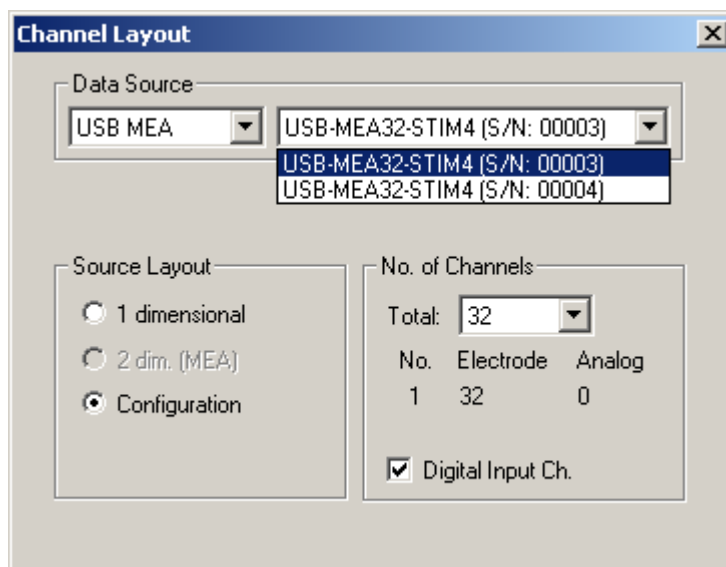 Channel Layout
Data Source
USB MEA
USB-MEA32-STIM4 (S/N: 00003)
USB-MEA32-STIM4 (S/N: 00003)
USB-MEA32-STIM4 (S/N: 00004)
Source Layout
1 dimensional
2 dim. (MEA)
Configuration
No. of Channels
Total: 32
No. Electrode Analog
1 32 0
Digital Input Ch.